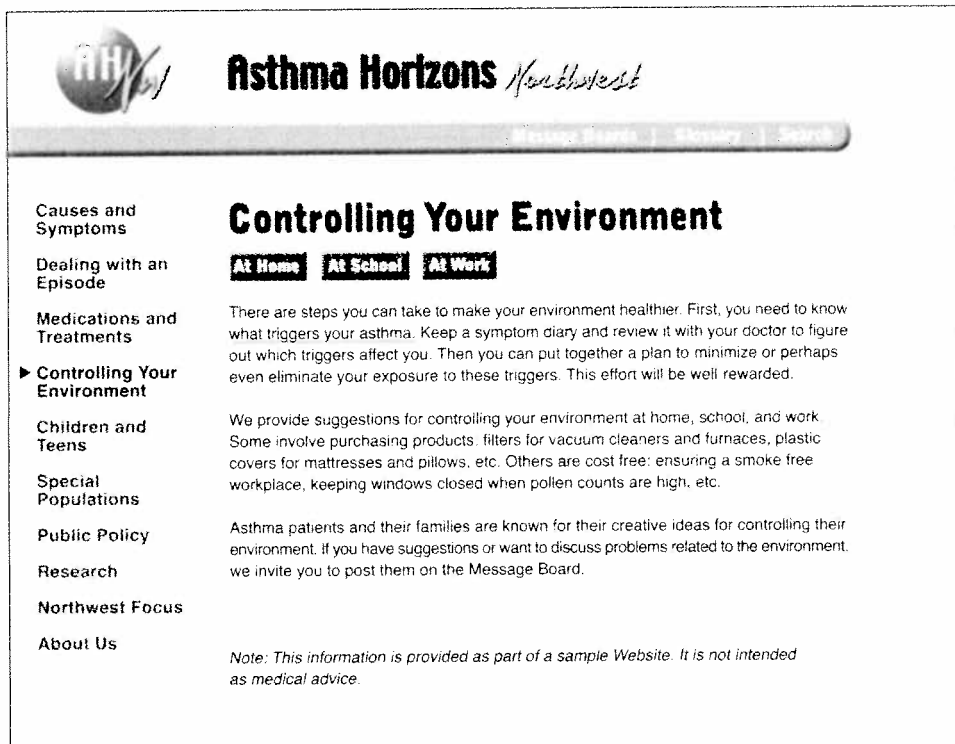 AH
NW
Asthma Horizons Northwest
Message Boards | Glossary | Search
Causes and
Symptoms
Dealing with an
Episode
Medications and
Treatments
Controlling Your
Environment
Children and
Teens
Special
Populations
Public Policy
Research
Northwest Focus
About Us
Controlling Your Environment
At Home At School At Work
There are steps you can take to make your environment healthier. First, you need to know
what triggers your asthma. Keep a symptom diary and review it with your doctor to figure
out which triggers affect you. Then you can put together a plan to minimize or perhaps
even eliminate your exposure to these triggers. This effort will be well rewarded.
We provide suggestions for controlling your environment at home, school, and work.
Some involve purchasing products: filters for vacuum cleaners and furnaces, plastic
covers for mattresses and pillows, etc. Others are cost free: ensuring a smoke free
workplace, keeping windows closed when pollen counts are high, etc.
Asthma patients and their families are known for their creative ideas for controlling their
environment. If you have suggestions or want to discuss problems related to the environment,
we invite you to post them on the Message Board.
Note: This information is provided as part of a sample Website. It is not intended
as medical advice.